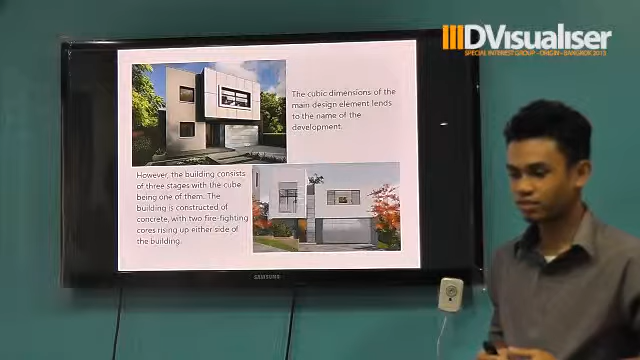 DVisualiser
SPECIAL INTEREST GROUP - ORIGIN - BANGKOK 2013
The cubic dimensions of the
main design element lends
to the name of the
development.
However, the building consists
of three stages with the cube
being one of them. The
building is constructed of
concrete, with two fire-fighting
cores rising up either side of
the building.
SAMSUNG